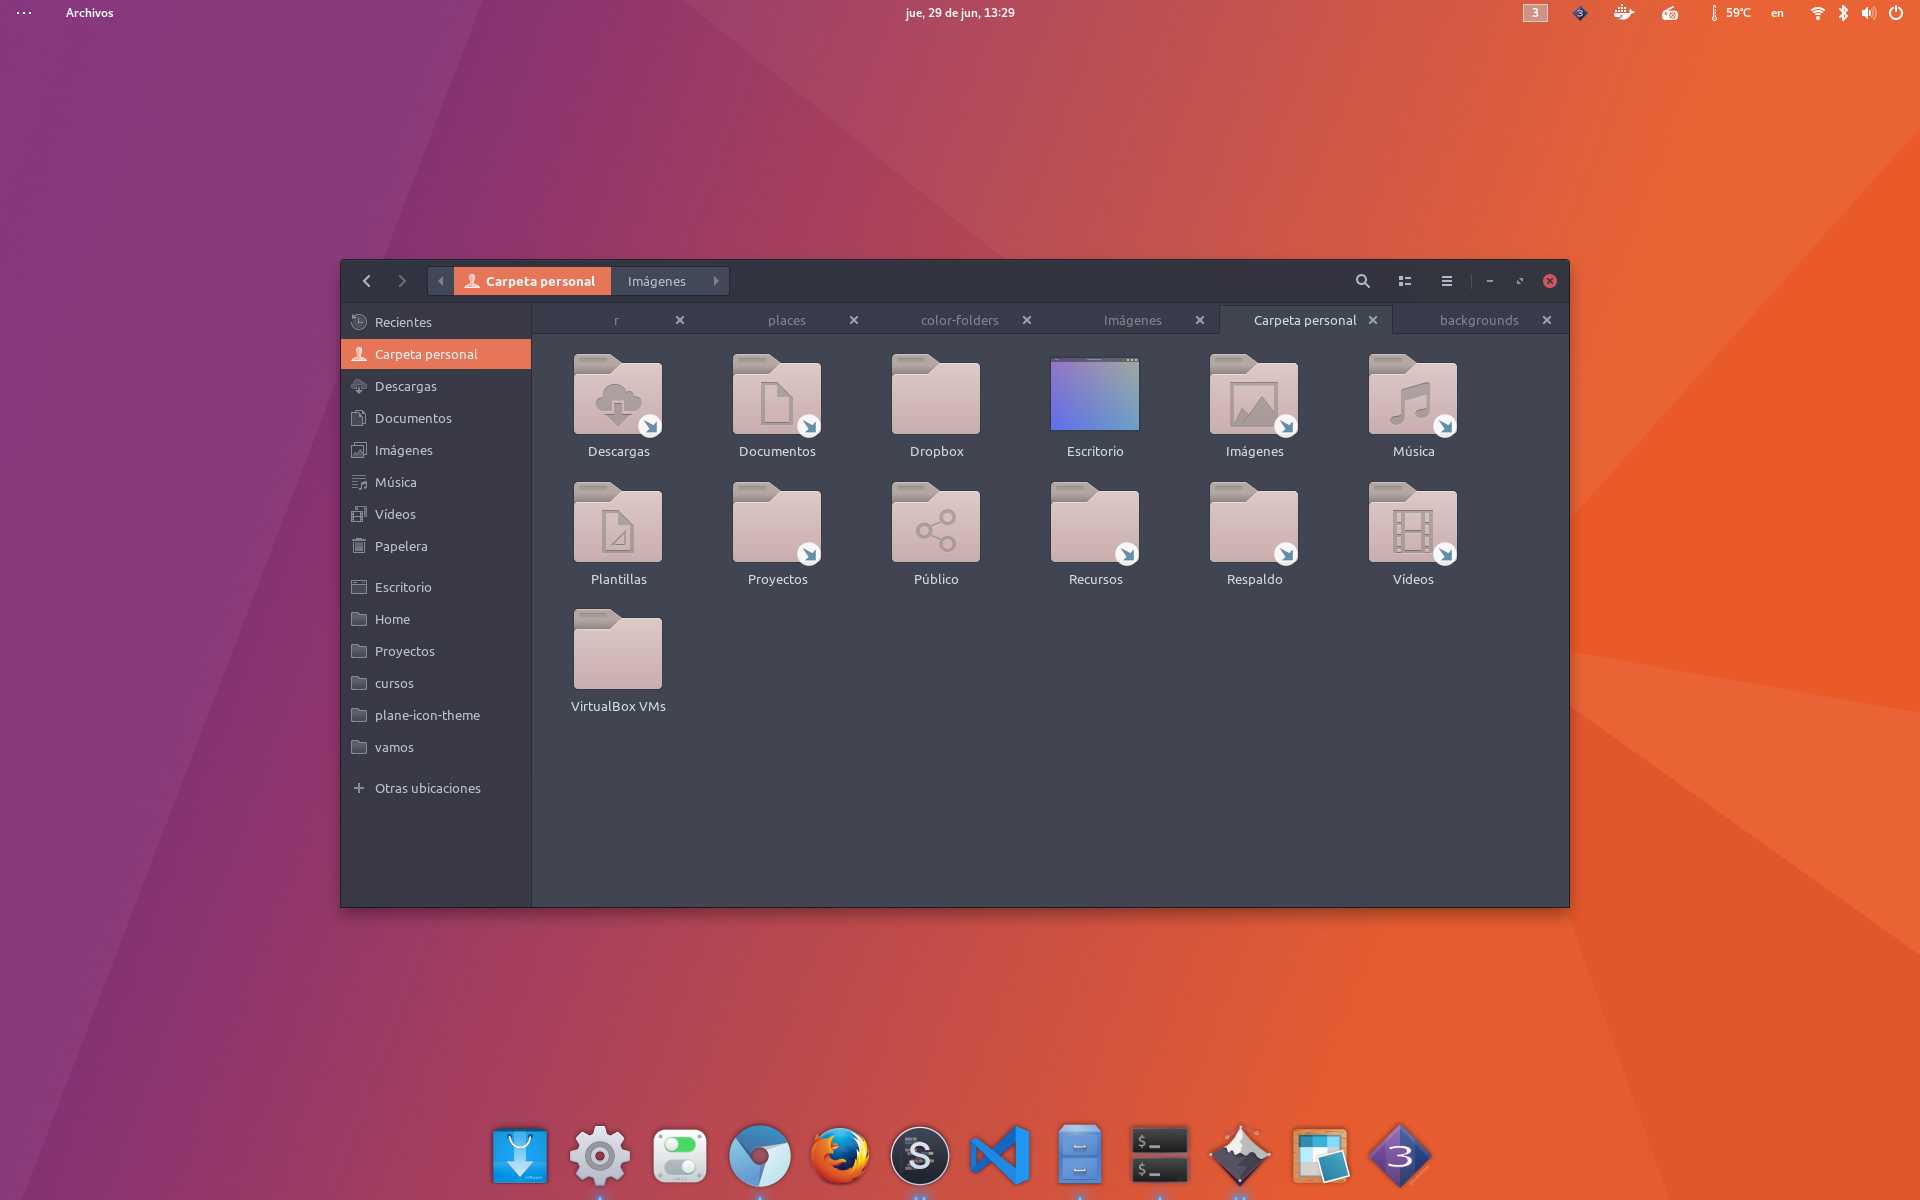 Archivos
jue, 29 de jun, 13:29
3
3
59°C
en
Carpeta personal
Imágenes
r
places
color-folders
Imágenes
Carpeta personal
backgrounds
Recientes
Carpeta personal
Descargas
Documentos
Imágenes
Música
Vídeos
Papelera
Escritorio
Home
Proyectos
cursos
plane-icon-theme
vamos
Otras ubicaciones
Descargas
Documentos
Dropbox
Escritorio
Imágenes
Música
Plantillas
Proyectos
Público
Recursos
Respaldo
Vídeos
VirtualBox VMs
S
$_
$_
3